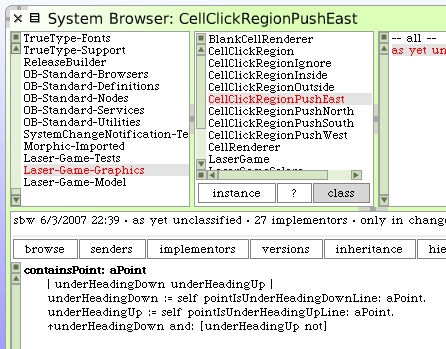 System Browser: CellClickRegionPushEast
TrueType-Fonts
TrueType-Support
ReleaseBuilder
OB-Standard-Browsers
OB-Standard-Definitions
OB-Standard-Nodes
OB-Standard-Services
OB-Standard-Utilities
SystemChangeNotification-Te
Morphic-Imported
Laser-Game-Tests
Laser-Game-Graphics
Laser-Game-Model
BlankCellRenderer
CellClickRegion
CellClickRegionIgnore
CellClickRegionInside
CellClickRegionOutside
CellClickRegionPushEast
CellClickRegionPushNorth
CellClickRegionPushSouth
CellClickRegionPushWest
CellRenderer
LaserGame
instance ? class
-- all --
as yet un
sbw 6/3/2007 22:39 · as yet unclassified · 27 implementors · only in change
browse senders implementors versions inheritance hie
containsPoint: aPoint
| underHeadingDown underHeadingUp |
underHeadingDown := self pointIsUnderHeadingDownLine: aPoint.
underHeadingUp := self pointIsUnderHeadingUpLine: aPoint.
↑underHeadingDown and: [underHeadingUp not]